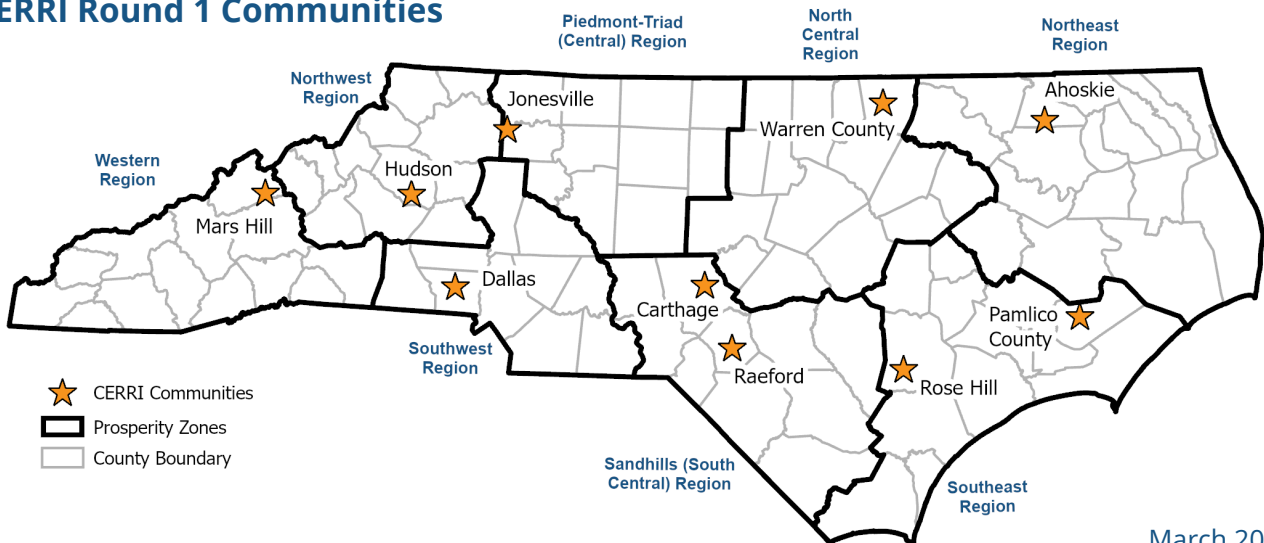 ERRI Round 1 Communities
Piedmont-Triad
(Central) Region
North
Central
Region
Northeast
Region
Northwest
Region
Jonesville
Ahoskie
Warren County
Western
Region
Hudson
Mars Hill
Dallas
Carthage
Pamlico
County
Southwest
Region
Raeford
Rose Hill
CERRI Communities
Prosperity Zones
County Boundary
Sandhills (South
Central) Region
Southeast
Region
March 20